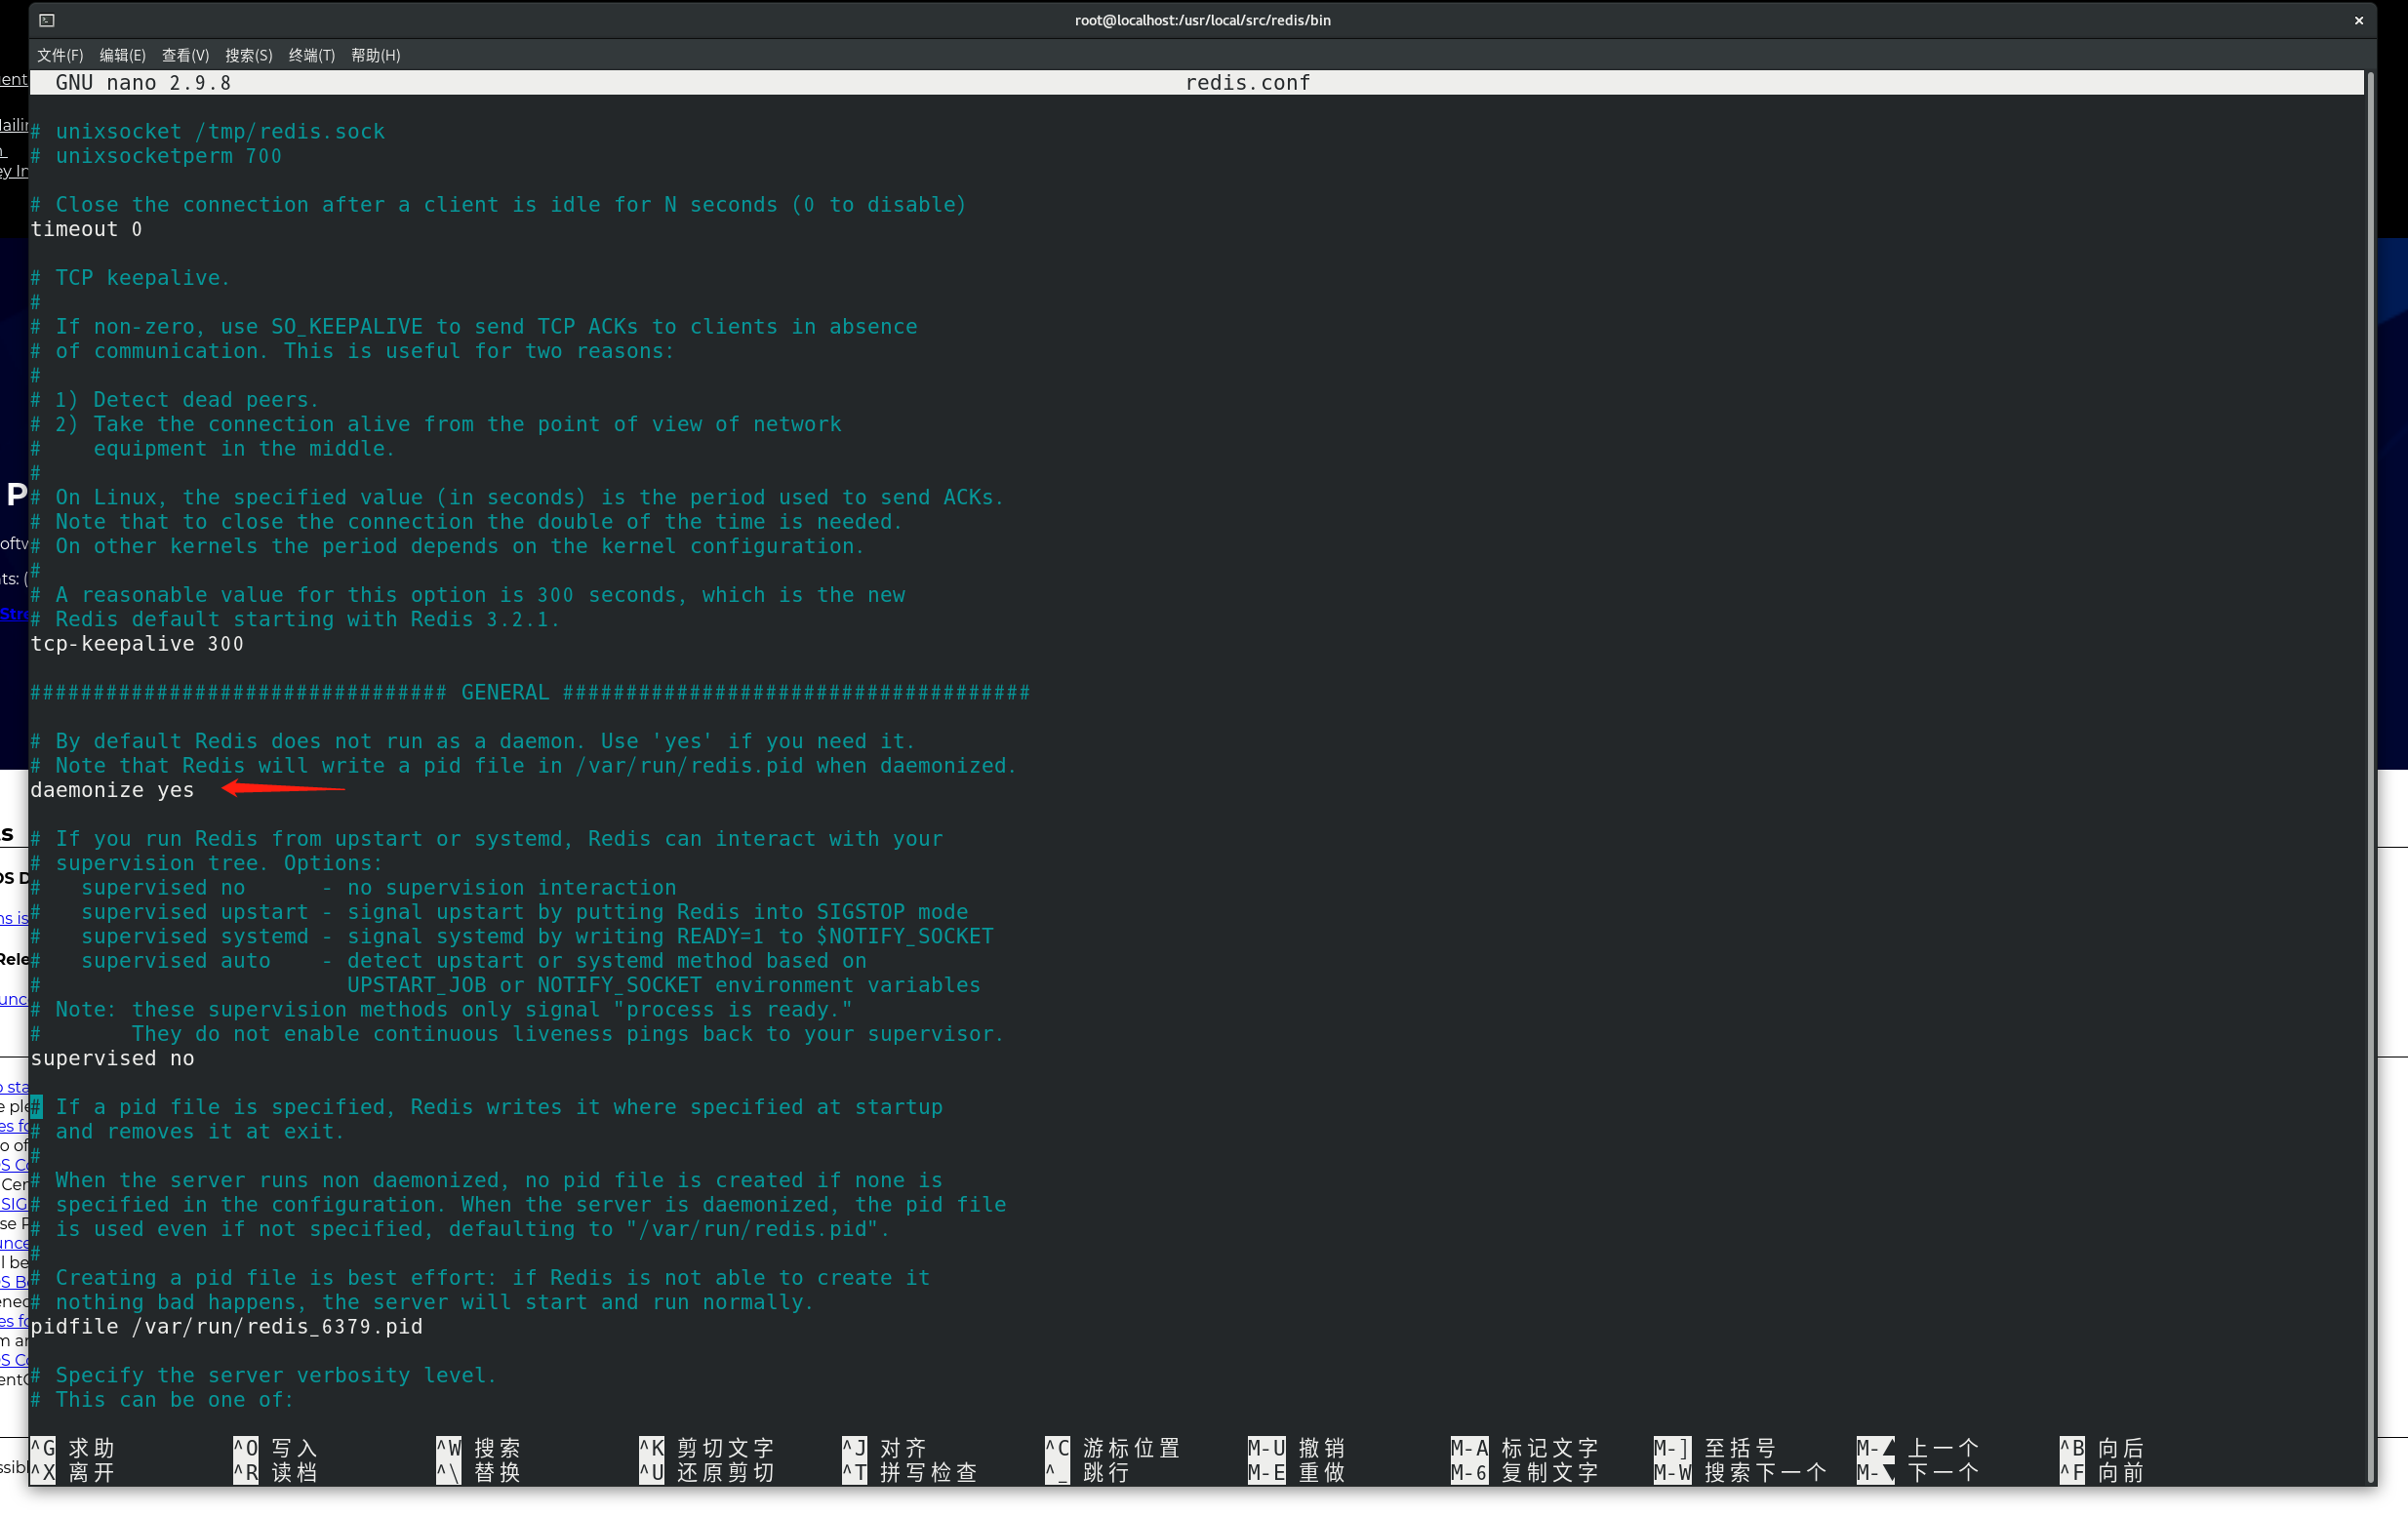 root@localhost:/usr/local/src/redis/bin
文件(F) 编辑(E) 查看(V) 搜索(S) 终端(T) 帮助(H)
GNU nano 2.9.8 redis.conf
# unixsocket /tmp/redis.sock
# unixsocketperm 700
# Close the connection after a client is idle for N seconds (0 to disable)
timeout 0
# TCP keepalive.
#
# If non-zero, use SO_KEEPALIVE to send TCP ACKs to clients in absence
# of communication. This is useful for two reasons:
#
# 1) Detect dead peers.
# 2) Take the connection alive from the point of view of network
#    equipment in the middle.
#
# On Linux, the specified value (in seconds) is the period used to send ACKs.
# Note that to close the connection the double of the time is needed.
# On other kernels the period depends on the kernel configuration.
#
# A reasonable value for this option is 300 seconds, which is the new
# Redis default starting with Redis 3.2.1.
tcp-keepalive 300
################################# GENERAL #####################################
# By default Redis does not run as a daemon. Use 'yes' if you need it.
# Note that Redis will write a pid file in /var/run/redis.pid when daemonized.
daemonize yes
# If you run Redis from upstart or systemd, Redis can interact with your
# supervision tree. Options:
#   supervised no      - no supervision interaction
#   supervised upstart - signal upstart by putting Redis into SIGSTOP mode
#   supervised systemd - signal systemd by writing READY=1 to $NOTIFY_SOCKET
#   supervised auto    - detect upstart or systemd method based on
#                        UPSTART_JOB or NOTIFY_SOCKET environment variables
# Note: these supervision methods only signal "process is ready."
#       They do not enable continuous liveness pings back to your supervisor.
supervised no
# If a pid file is specified, Redis writes it where specified at startup
# and removes it at exit.
#
# When the server runs non daemonized, no pid file is created if none is
# specified in the configuration. When the server is daemonized, the pid file
# is used even if not specified, defaulting to "/var/run/redis.pid".
#
# Creating a pid file is best effort: if Redis is not able to create it
# nothing bad happens, the server will start and run normally.
pidfile /var/run/redis_6379.pid
# Specify the server verbosity level.
# This can be one of:
^G 求助 ^O 写入 ^W 搜索 ^K 剪切文字 ^J 对齐 ^C 游标位置 M-U 撤销 M-A 标记文字 M-] 至括号 M-▲ 上一个 ^B 向后
^X 离开 ^R 读档 ^\ 替换 ^U 还原剪切 ^T 拼写检查 ^_ 跳行 M-E 重做 M-6 复制文字 M-W 搜索下一个 M-▼ 下一个 ^F 向前